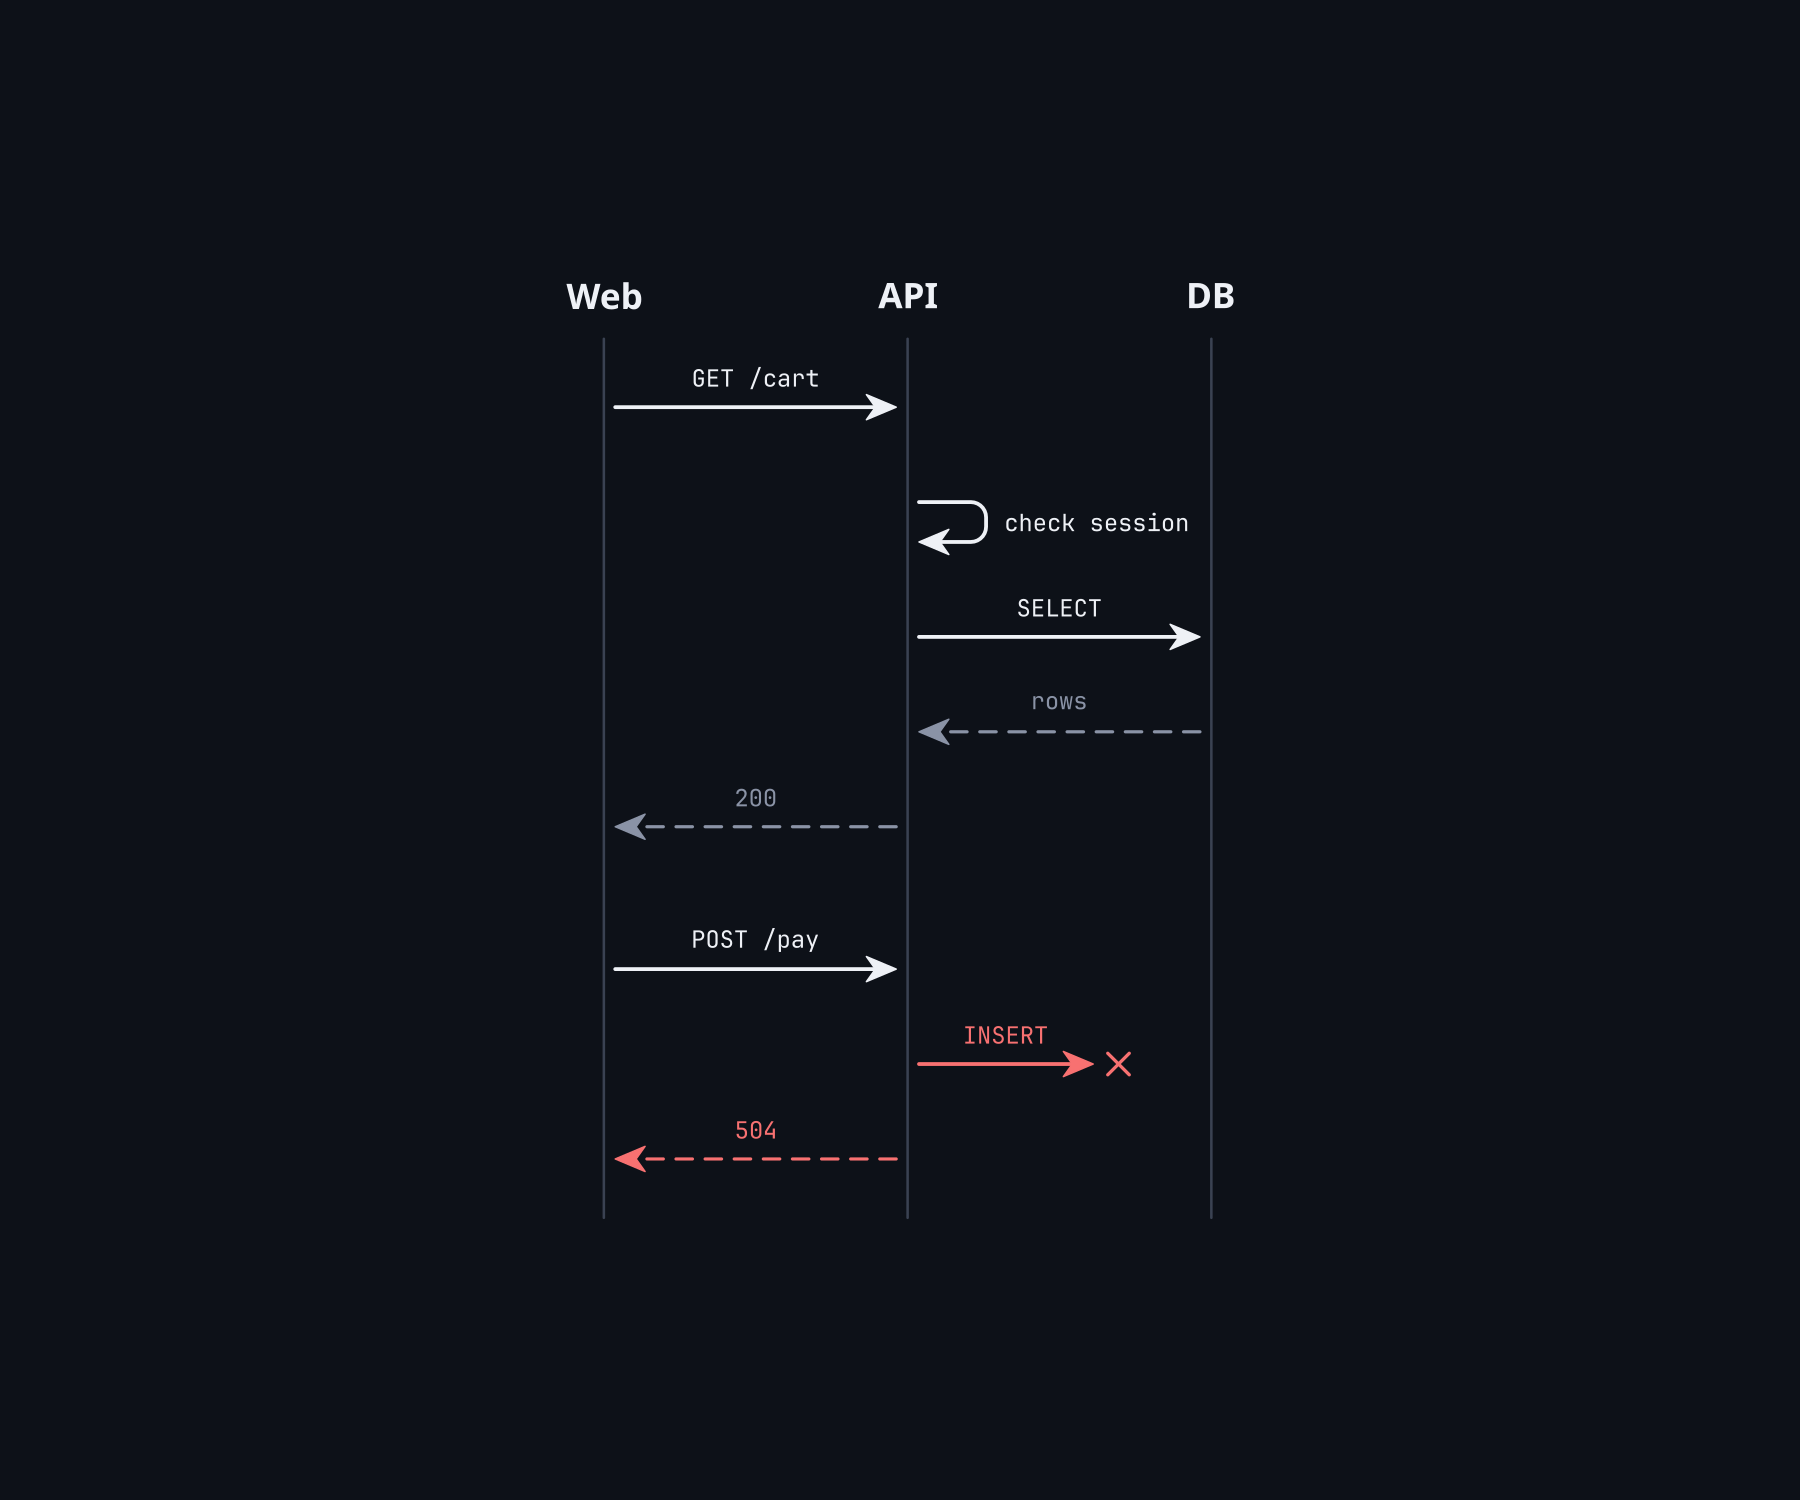 Web
API
DB
GET /cart
check session
SELECT
rows
200
POST /pay
INSERT
504